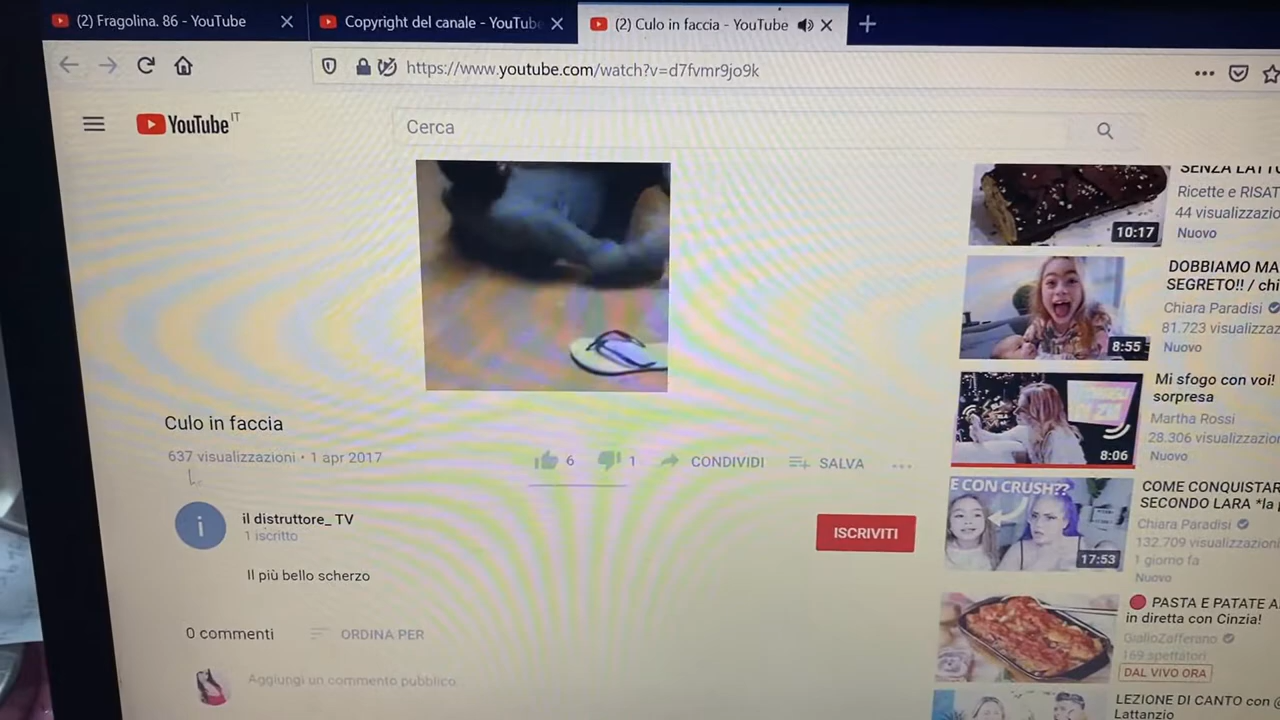 (2) Fragolina. 86 - YouTube
Copyright del canale - YouTube
(2) Culo in faccia - YouTube
https://www.youtube.com/watch?v=d7fvmr9jo9k
YouTube IT
Cerca
Culo in faccia
637 visualizzazioni • 1 apr 2017
6
1
CONDIVIDI
SALVA
i
il distruttore_ TV
1 iscritto
ISCRIVITI
Il più bello scherzo
0 commenti
ORDINA PER
Aggiungi un commento pubblico
SENZA
Ricette e RISAT
44 visualizzazio
Nuovo
10:17
DOBBIAMO MA
SEGRETO!! / chi
Chiara Paradisi
81.723 visualizza
Nuovo
8:55
Mi sfogo con voi!
sorpresa
Martha Rossi
28.306 visualizzazio
Nuovo
8:06
E CON CRUSH??
17:53
COME CONQUISTAR
SECONDO LARA *la
Chiara Paradisi
132.709 visualizzazioni
1 giorno fa
Nuovo
PASTA E PATATE A
in diretta con Cinzia!
GialloZafferano
169 spettatori
DAL VIVO ORA
LEZIONE DI CANTO con
Lattanzio